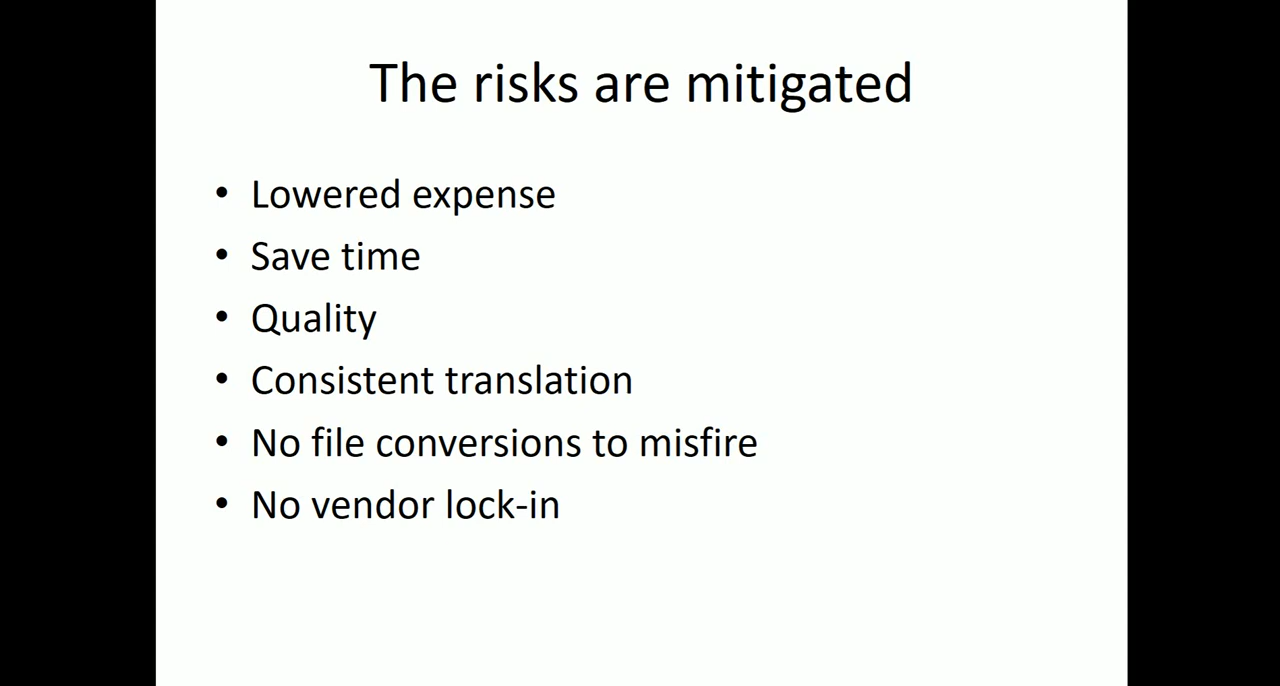 The risks are mitigated
• Lowered expense
• Save time
• Quality
• Consistent translation
• No file conversions to misfire
• No vendor lock-in